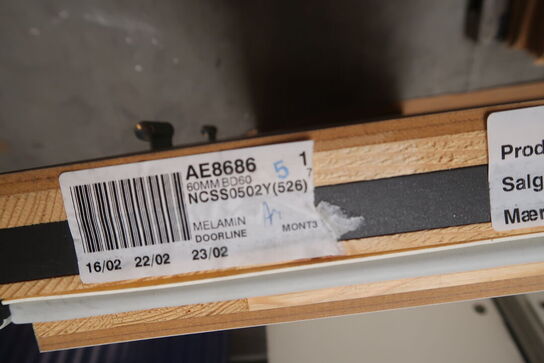 AE8686 5 1
60MM BD60 7
NCSS0502Y(526)
MELAMIN
DOORLINE MONT3
16/02 22/02 23/02
Prod
Salg
Mær